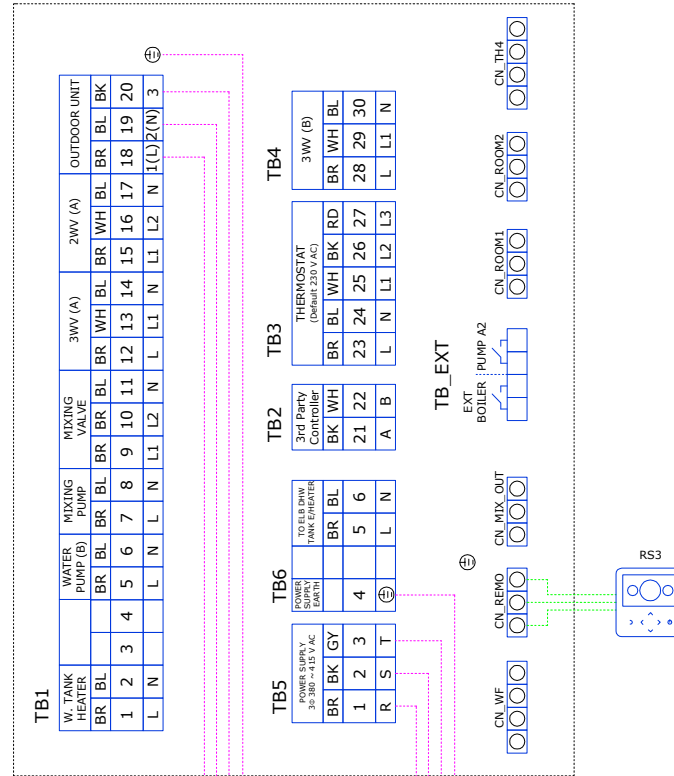 TB1
W. TANK
HEATER
WATER
PUMP (B)
MIXING
PUMP
MIXING
VALVE
3WV (A)
2WV (A)
OUTDOOR UNIT
BR BL BR BL BR BL BR BR BL BR WH BL BR WH BL BR BL BK
1 2 3 4 5 6 7 8 9 10 11 12 13 14 15 16 17 18 19 20
L N L N L N L1 L2 N L L1 N L1 L2 N 1(L) 2(N) 3
TB5
POWER SUPPLY
3Φ 380 ~ 415 V AC
BR BK GY
1 2 3
R S T
TB6
POWER
SUPPLY
EARTH
TO ELB DHW
TANK E/HEATER
BR BL
4 5 6
L N
TB2
3rd Party
Controller
BK WH
21 22
A B
TB3
THERMOSTAT
(Default 230 V AC)
BR BL WH BK RD
23 24 25 26 27
L N L1 L2 L3
TB4
3WV (B)
BR WH BL
28 29 30
L L1 N
TB_EXT
EXT
BOILER
PUMP A2
CN_WF
CN_REMO
CN_MIX_OUT
CN_ROOM1
CN_ROOM2
CN_TH4
RS3